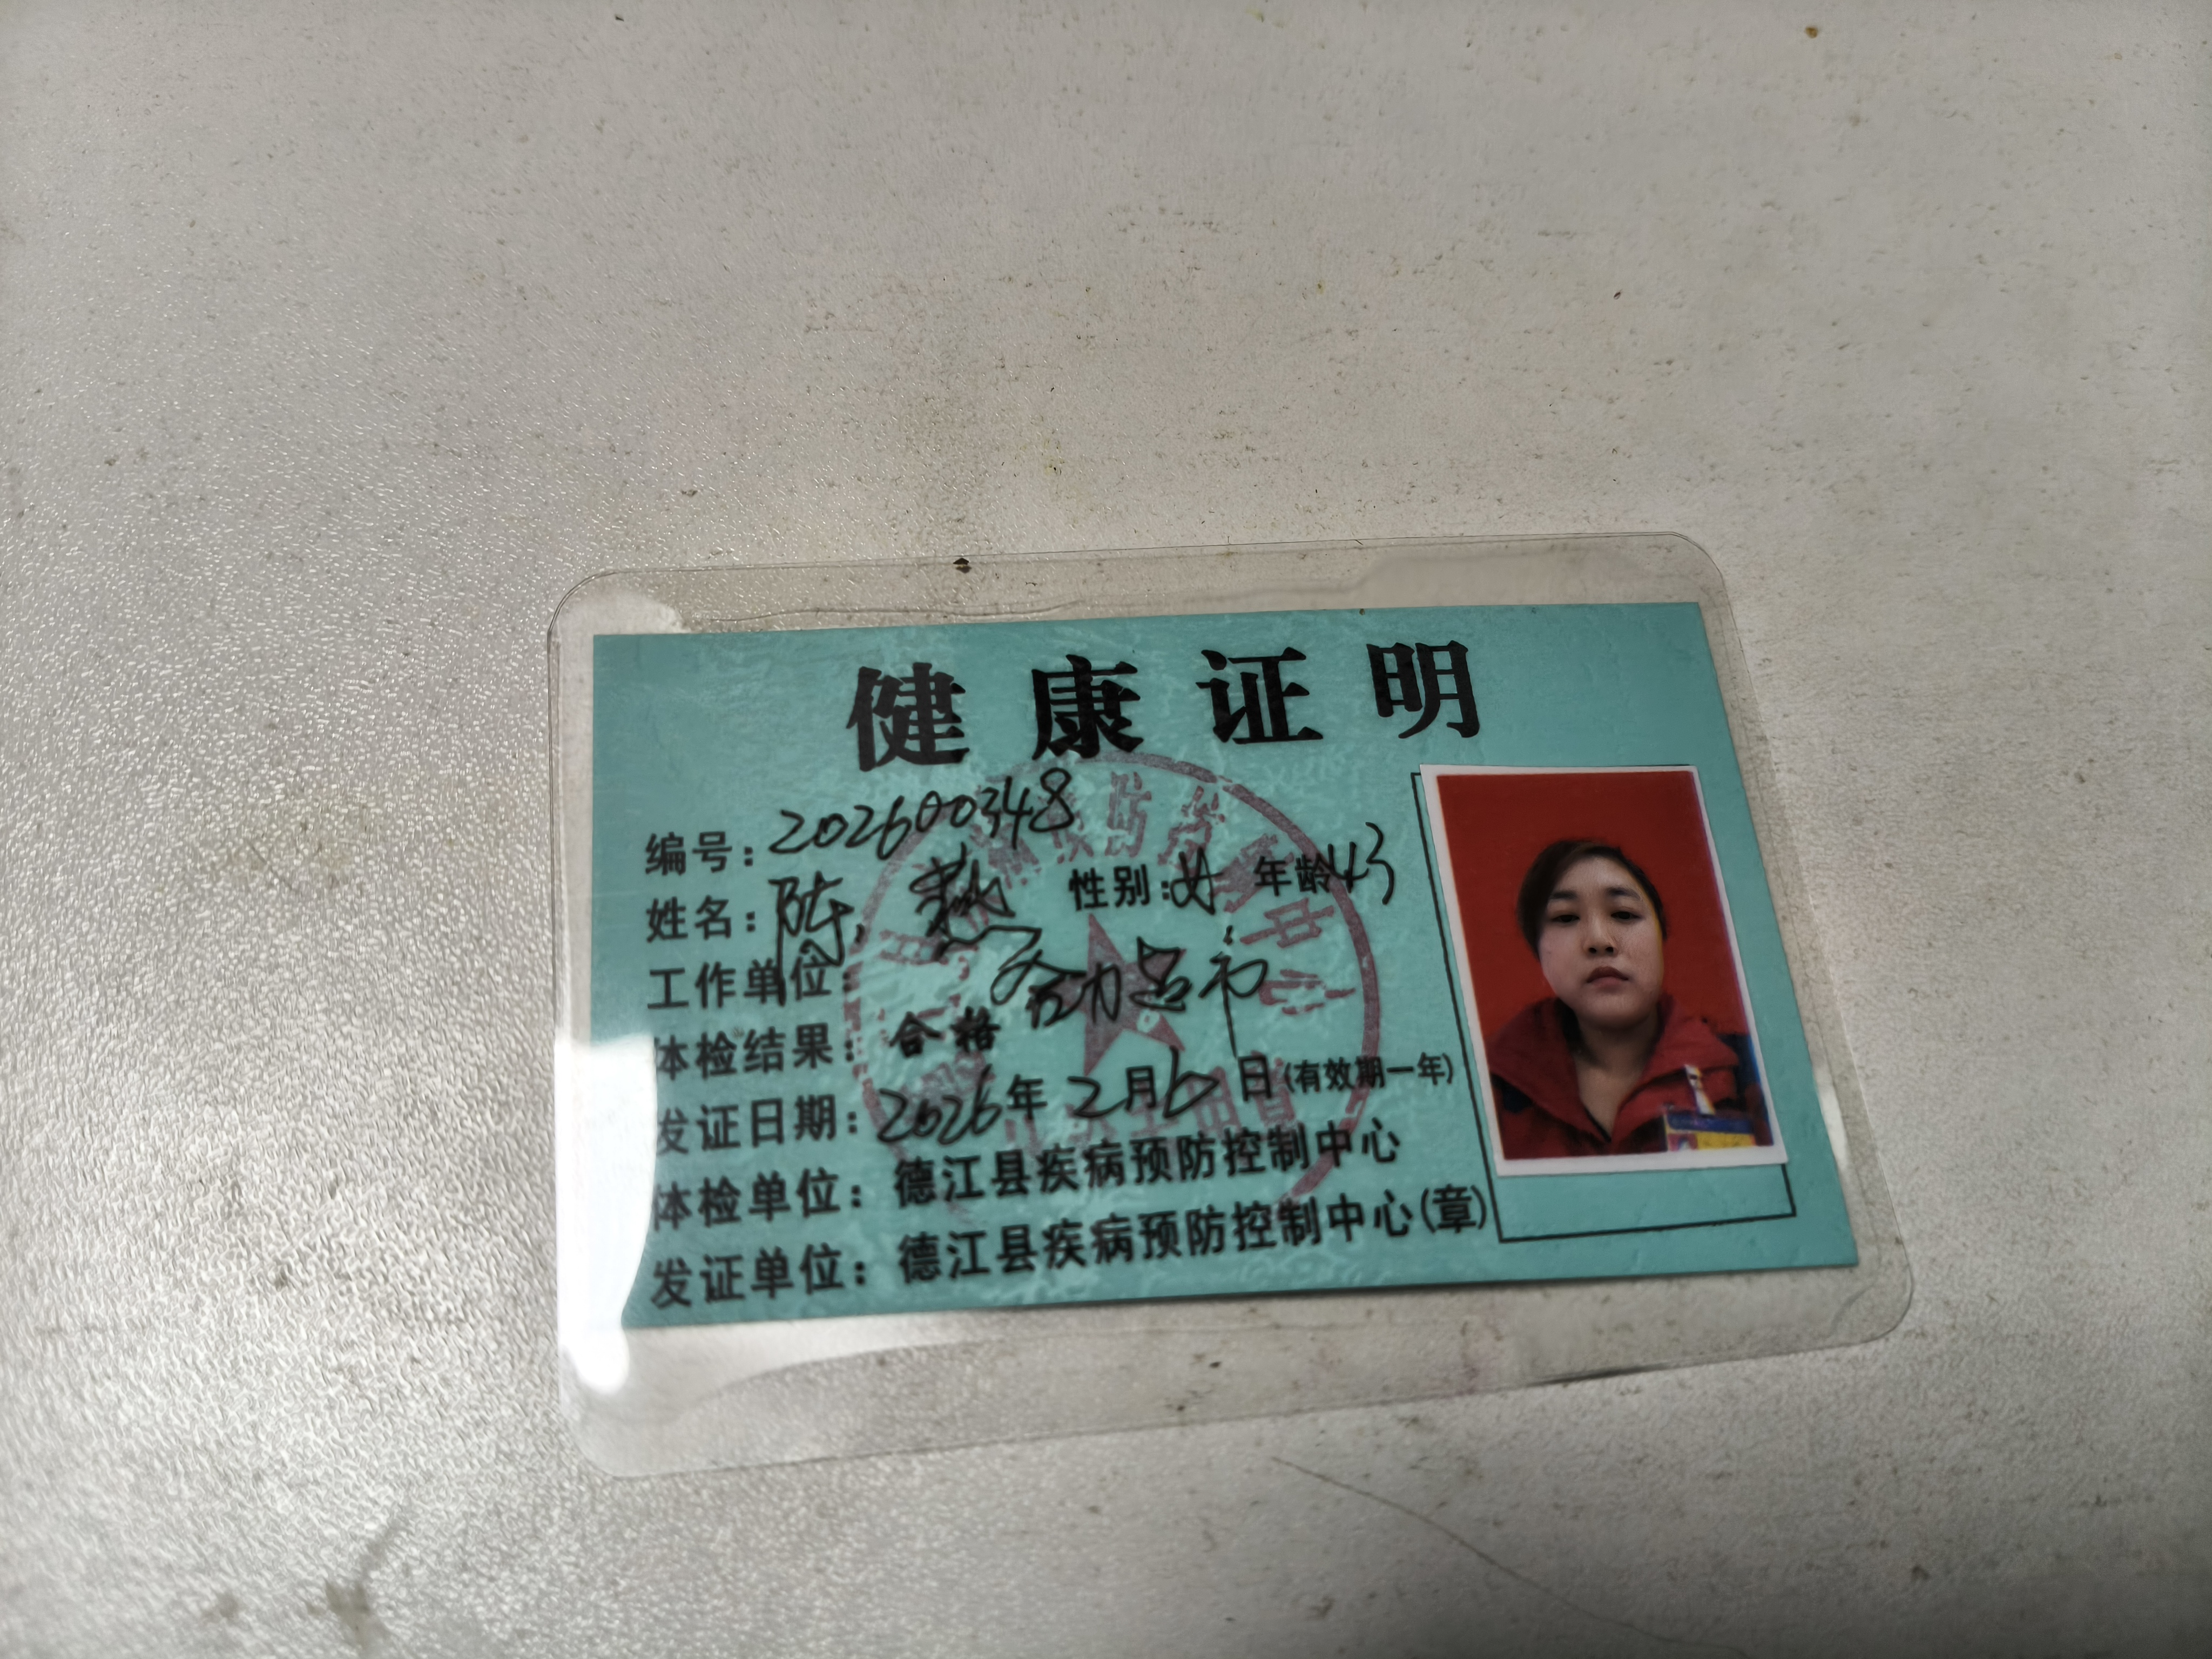 健康证明
编号：202600348
姓名：陈 性别：女 年龄43
工作单位：合力超市
体检结果：合格
发证日期：2026年2月6日(有效期一年)
体检单位：德江县疾病预防控制中心
发证单位：德江县疾病预防控制中心(章)